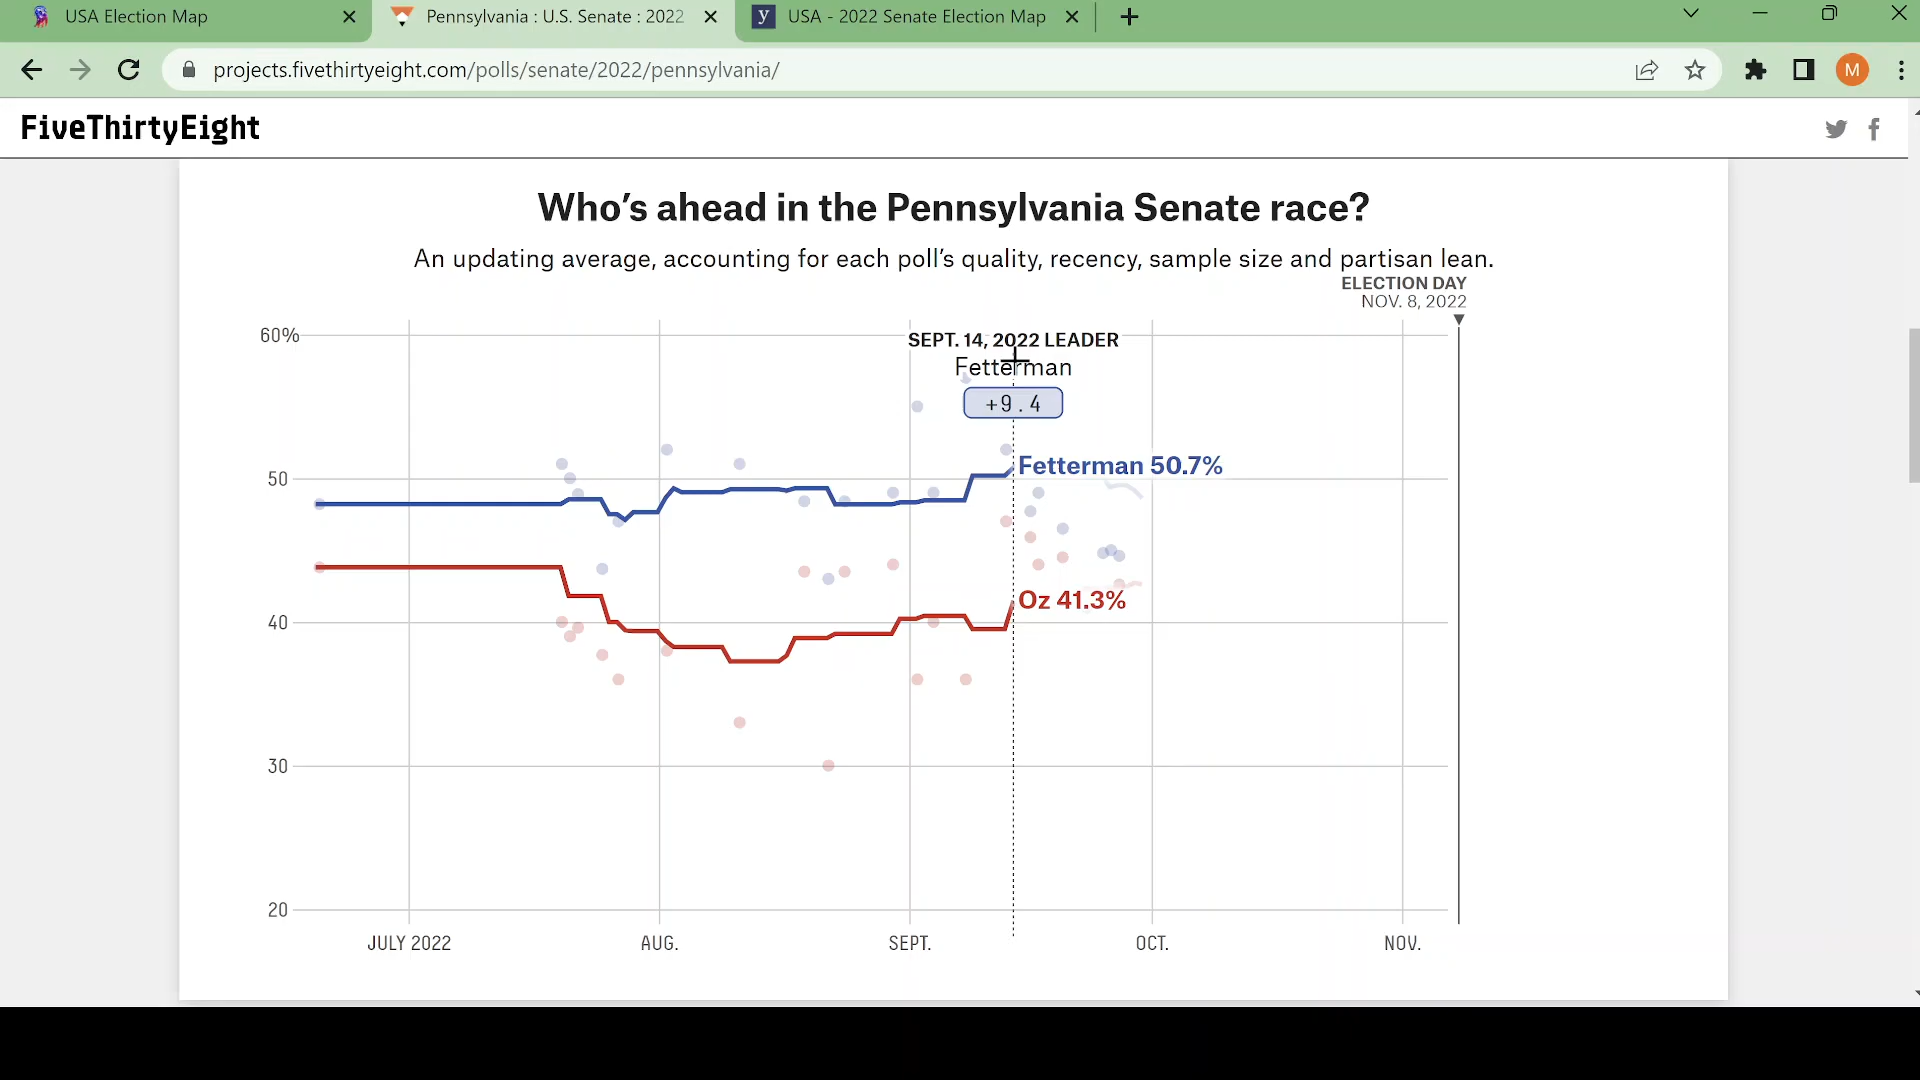 USA Election Map
Pennsylvania : U.S. Senate : 2022
y USA - 2022 Senate Election Map
projects.fivethirtyeight.com/polls/senate/2022/pennsylvania/
M
FiveThirtyEight
Who's ahead in the Pennsylvania Senate race?
An updating average, accounting for each poll's quality, recency, sample size and partisan lean.
ELECTION DAY
NOV. 8, 2022
60%
SEPT. 14, 2022 LEADER
Fetterman
+9.4
Fetterman 50.7%
50
Oz 41.3%
40
30
20
JULY 2022 AUG. SEPT. OCT. NOV.